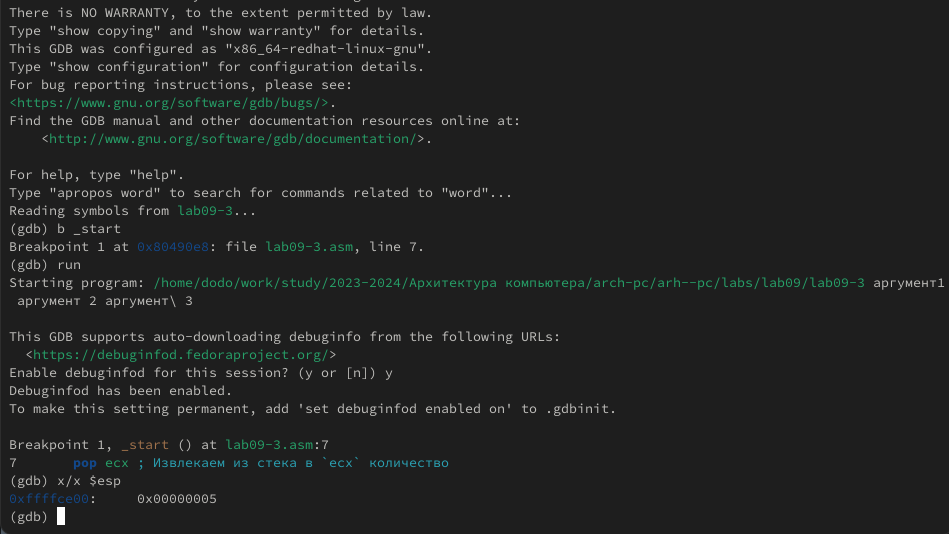 There is NO WARRANTY, to the extent permitted by law.
Type "show copying" and "show warranty" for details.
This GDB was configured as "x86_64-redhat-linux-gnu".
Type "show configuration" for configuration details.
For bug reporting instructions, please see:
<https://www.gnu.org/software/gdb/bugs/>.
Find the GDB manual and other documentation resources online at:
    <http://www.gnu.org/software/gdb/documentation/>.

For help, type "help".
Type "apropos word" to search for commands related to "word"...
Reading symbols from lab09-3...
(gdb) b _start
Breakpoint 1 at 0x80490e8: file lab09-3.asm, line 7.
(gdb) run
Starting program: /home/dodo/work/study/2023-2024/Архитектура компьютера/arch-pc/arh--pc/labs/lab09/lab09-3 аргумент1
 аргумент 2 аргумент\ 3

This GDB supports auto-downloading debuginfo from the following URLs:
  <https://debuginfod.fedoraproject.org/>
Enable debuginfod for this session? (y or [n]) y
Debuginfod has been enabled.
To make this setting permanent, add 'set debuginfod enabled on' to .gdbinit.

Breakpoint 1, _start () at lab09-3.asm:7
7       pop ecx ; Извлекаем из стека в `ecx` количество
(gdb) x/x $esp
0xffffce00:     0x00000005
(gdb)